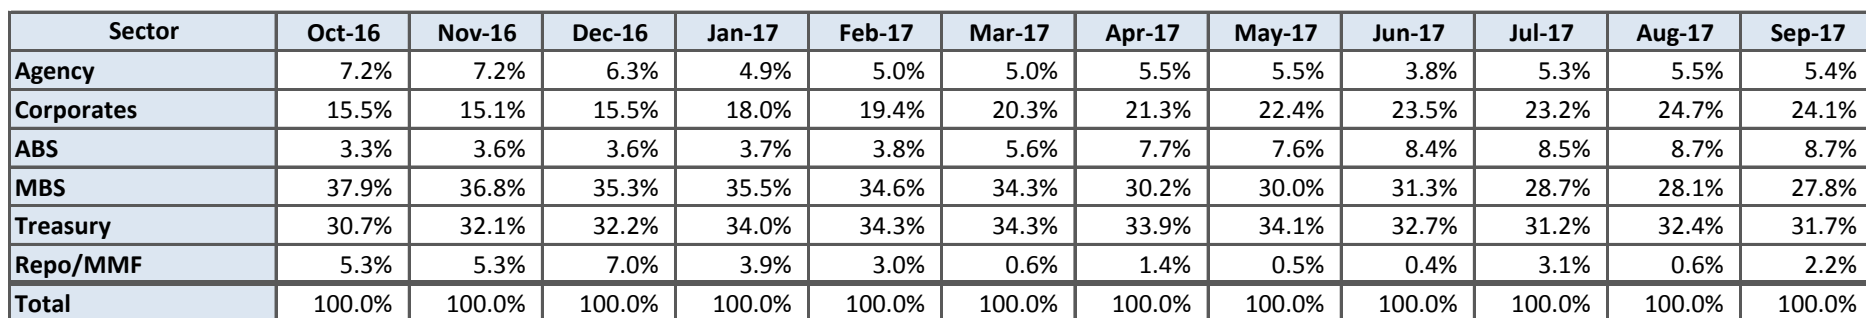 Sector Oct-16 Nov-16 Dec-16 Jan-17 Feb-17 Mar-17 Apr-17 May-17 Jun-17 Jul-17 Aug-17 Sep-17
Agency 7.2% 7.2% 6.3% 4.9% 5.0% 5.0% 5.5% 5.5% 3.8% 5.3% 5.5% 5.4%
Corporates 15.5% 15.1% 15.5% 18.0% 19.4% 20.3% 21.3% 22.4% 23.5% 23.2% 24.7% 24.1%
ABS 3.3% 3.6% 3.6% 3.7% 3.8% 5.6% 7.7% 7.6% 8.4% 8.5% 8.7% 8.7%
MBS 37.9% 36.8% 35.3% 35.5% 34.6% 34.3% 30.2% 30.0% 31.3% 28.7% 28.1% 27.8%
Treasury 30.7% 32.1% 32.2% 34.0% 34.3% 34.3% 33.9% 34.1% 32.7% 31.2% 32.4% 31.7%
Repo/MMF 5.3% 5.3% 7.0% 3.9% 3.0% 0.6% 1.4% 0.5% 0.4% 3.1% 0.6% 2.2%
Total 100.0% 100.0% 100.0% 100.0% 100.0% 100.0% 100.0% 100.0% 100.0% 100.0% 100.0% 100.0%